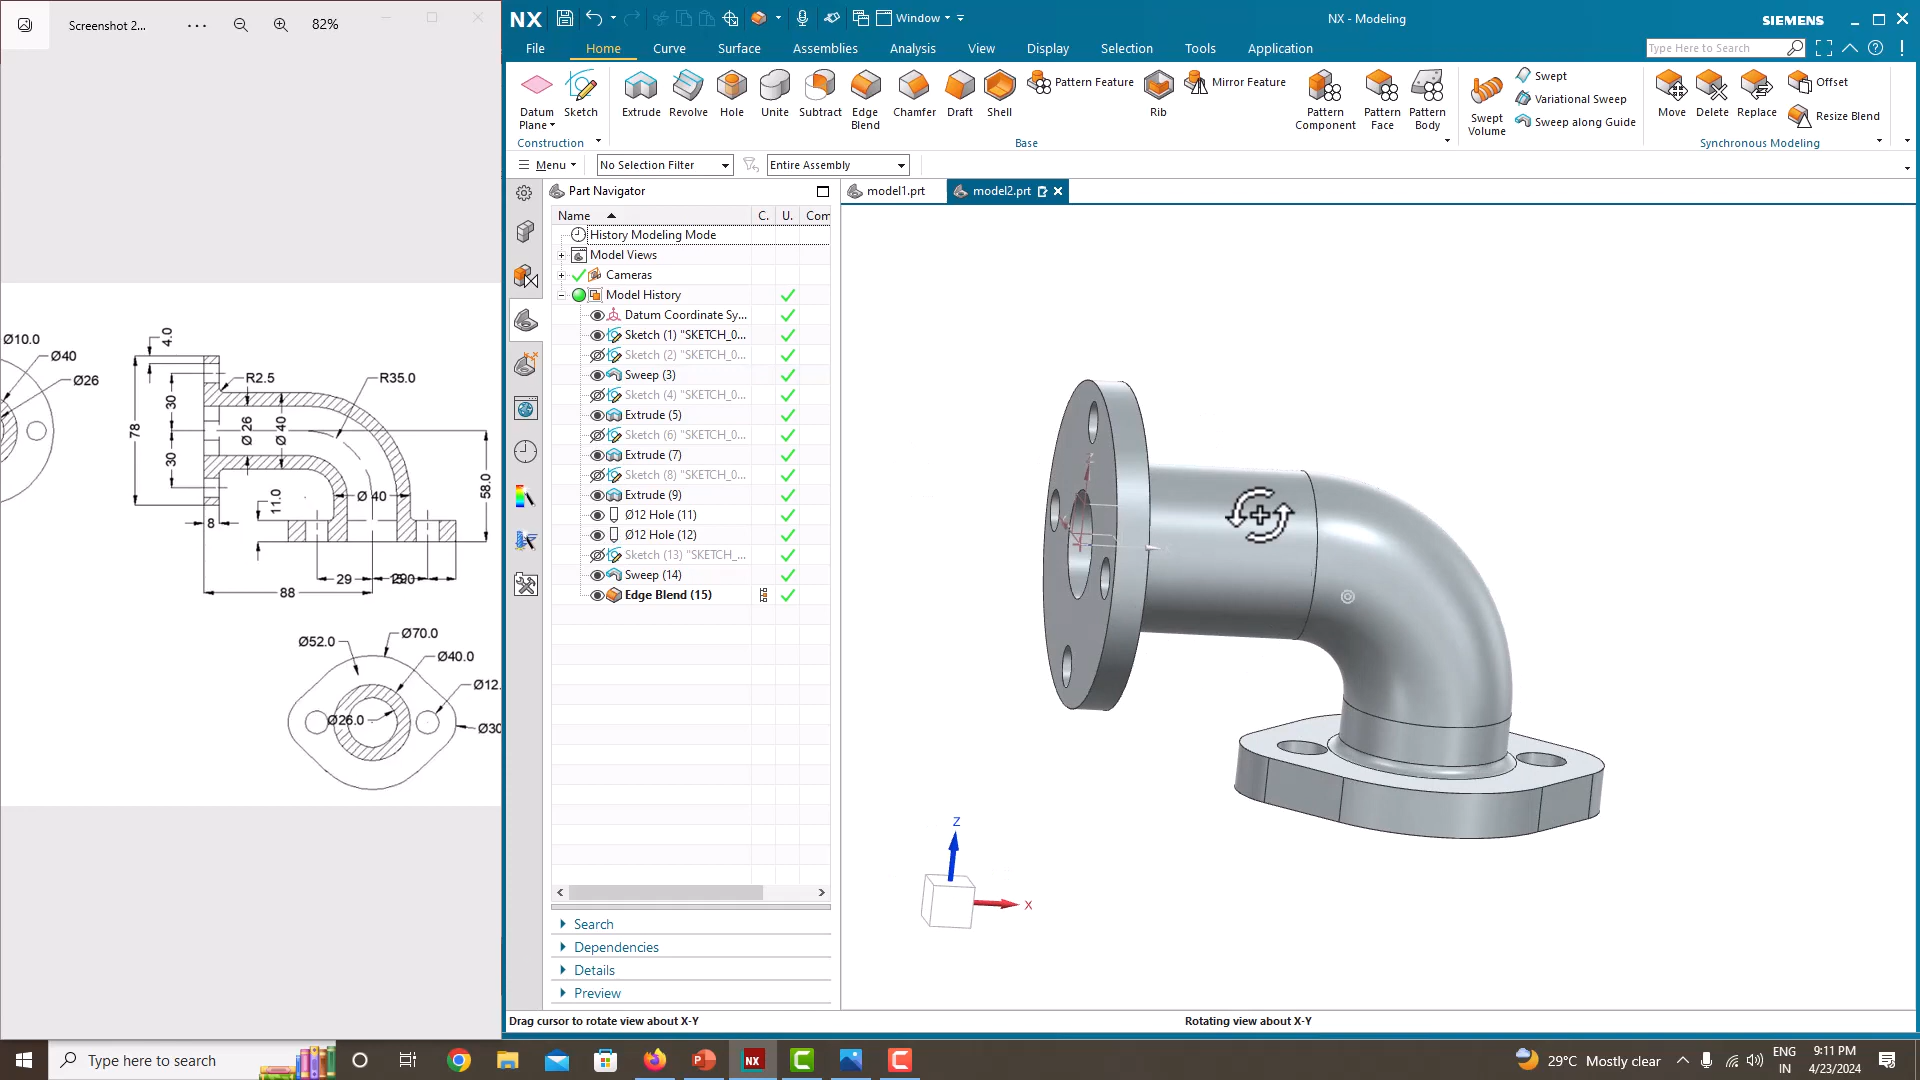 Screenshot 2...
82%
Ø10.0
Ø40
Ø26
4.0
R2.5
R35.0
30
78
Ø 26
Ø 40
30
11.0
Ø 40
58.0
8
29
88
Ø52.0
Ø70.0
Ø40.0
Ø12.
Ø26.0
Ø30
NX
Window
NX - Modeling
SIEMENS
File
Home
Curve
Surface
Assemblies
Analysis
View
Display
Selection
Tools
Application
Type Here to Search
Datum Plane
Sketch
Extrude
Revolve
Hole
Unite
Subtract
Edge Blend
Chamfer
Draft
Shell
Pattern Feature
Rib
Mirror Feature
Pattern Component
Pattern Face
Pattern Body
Swept Volume
Swept
Variational Sweep
Sweep along Guide
Move
Delete
Replace
Offset
Resize Blend
Construction
Base
Synchronous Modeling
Menu
No Selection Filter
Entire Assembly
Part Navigator
model1.prt
model2.prt
Name
C.
U.
Com
History Modeling Mode
Model Views
Cameras
Model History
Datum Coordinate Sy...
Sketch (1) "SKETCH_0...
Sketch (2) "SKETCH_0...
Sweep (3)
Sketch (4) "SKETCH_0...
Extrude (5)
Sketch (6) "SKETCH_0...
Extrude (7)
Sketch (8) "SKETCH_0...
Extrude (9)
Ø12 Hole (11)
Ø12 Hole (12)
Sketch (13) "SKETCH_...
Sweep (14)
Edge Blend (15)
Search
Dependencies
Details
Preview
Z
X
Drag cursor to rotate view about X-Y
Rotating view about X-Y
Type here to search
NX
29°C Mostly clear
ENG
IN
9:11 PM
4/23/2024